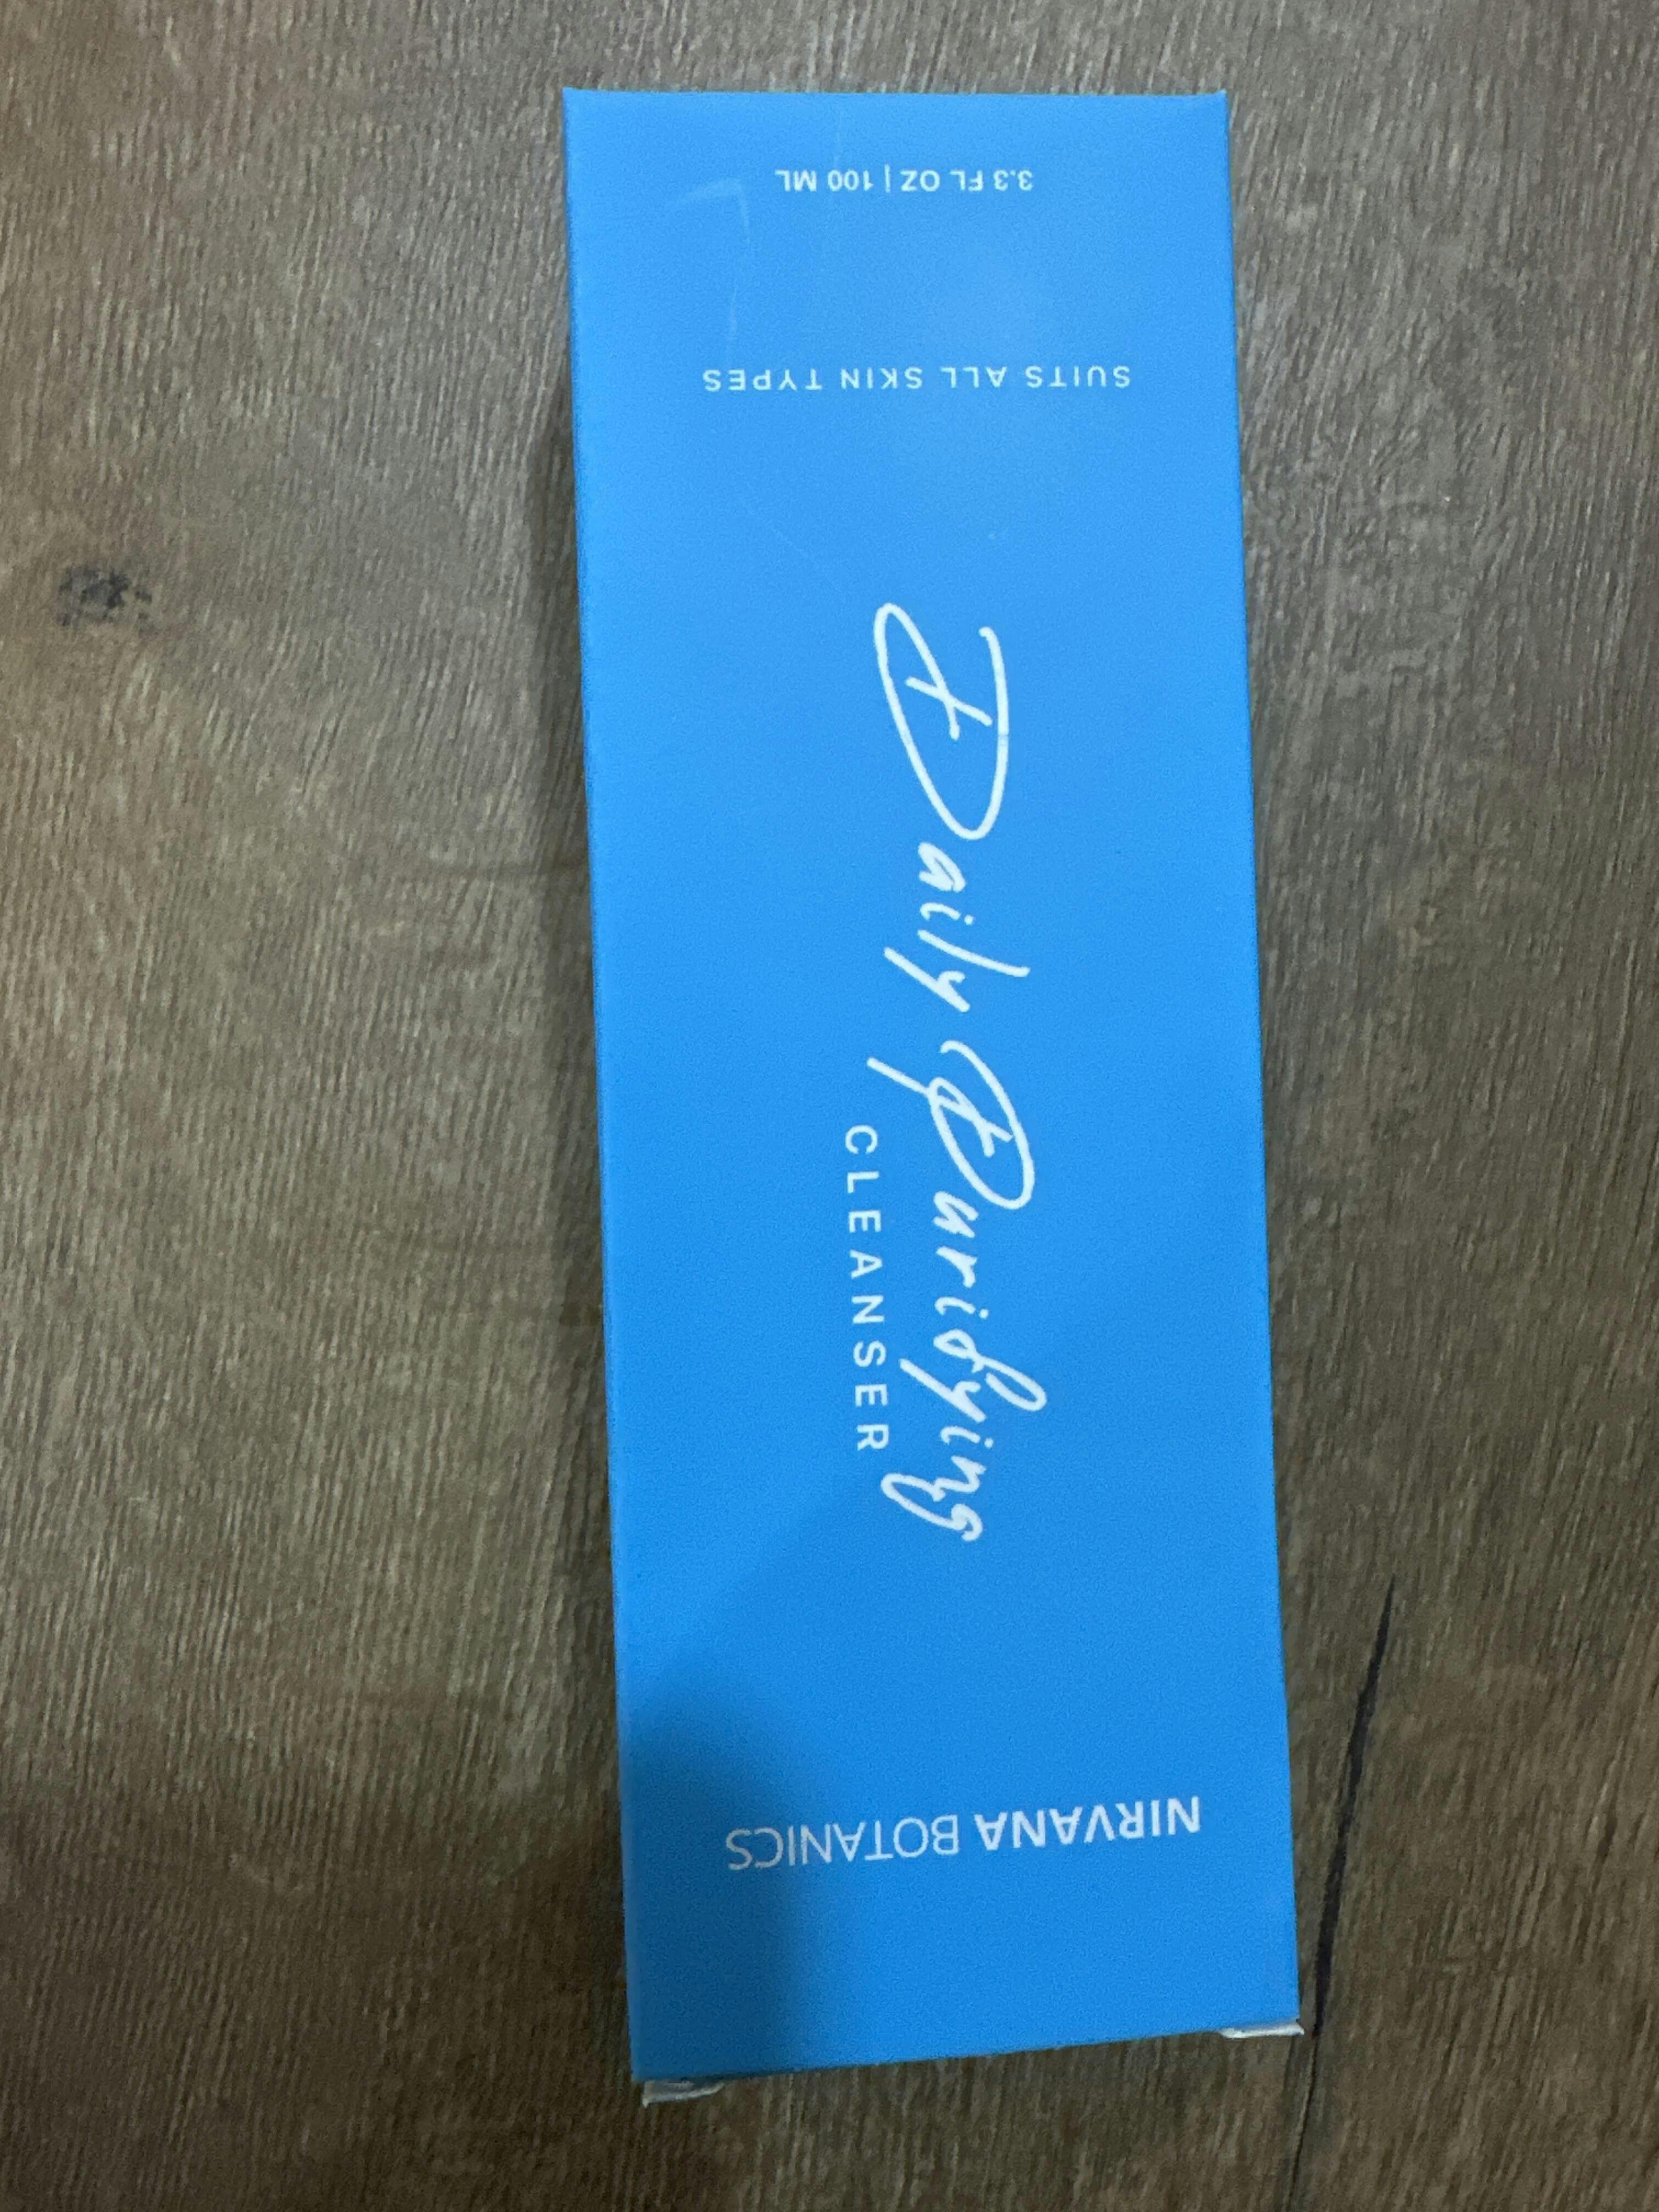 NIRVANA BOTANICS
Daily Purifying
CLEANSER
SUITS ALL SKIN TYPES
3.3 FL OZ | 100 ML